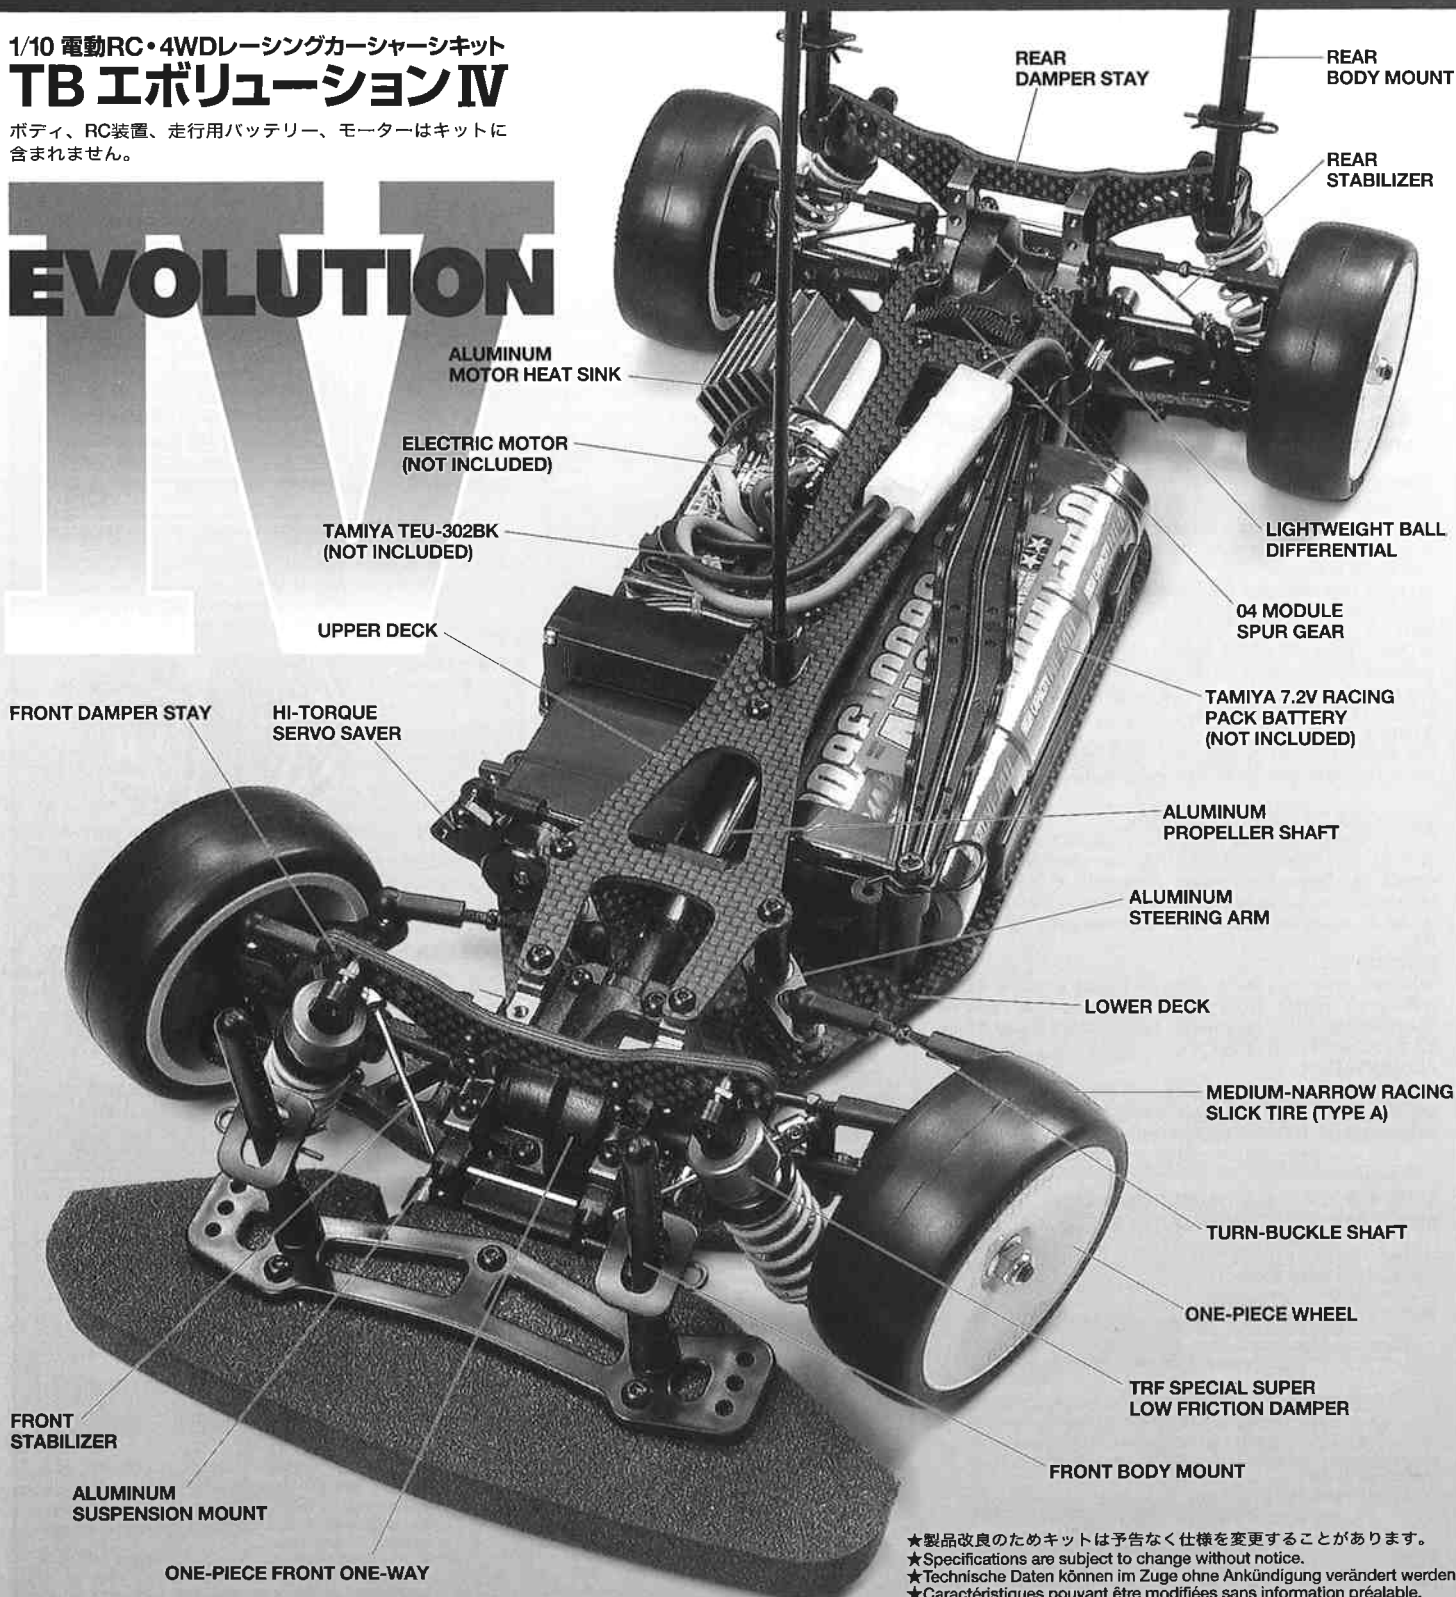 1/10 電動RC・4WDレーシングカーシャーシキット
TB エボリューションⅣ
ボディ、RC装置、走行用バッテリー、モーターはキットに
含まれません。
IV
EVOLUTION
REAR
DAMPER STAY
REAR
BODY MOUNT
REAR
STABILIZER
ALUMINUM
MOTOR HEAT SINK
ELECTRIC MOTOR
(NOT INCLUDED)
TAMIYA TEU-302BK
(NOT INCLUDED)
LIGHTWEIGHT BALL
DIFFERENTIAL
04 MODULE
SPUR GEAR
UPPER DECK
TAMIYA 7.2V RACING
PACK BATTERY
(NOT INCLUDED)
FRONT DAMPER STAY
HI-TORQUE
SERVO SAVER
ALUMINUM
PROPELLER SHAFT
ALUMINUM
STEERING ARM
LOWER DECK
MEDIUM-NARROW RACING
SLICK TIRE (TYPE A)
TURN-BUCKLE SHAFT
ONE-PIECE WHEEL
TRF SPECIAL SUPER
LOW FRICTION DAMPER
FRONT BODY MOUNT
FRONT
STABILIZER
ALUMINUM
SUSPENSION MOUNT
ONE-PIECE FRONT ONE-WAY
★製品改良のためキットは予告なく仕様を変更することがあります。
★Specifications are subject to change without notice.
★Technische Daten können im Zuge ohne Ankündigung verändert werden
★Caractéristiques pouvant être modifiées sans information préalable.